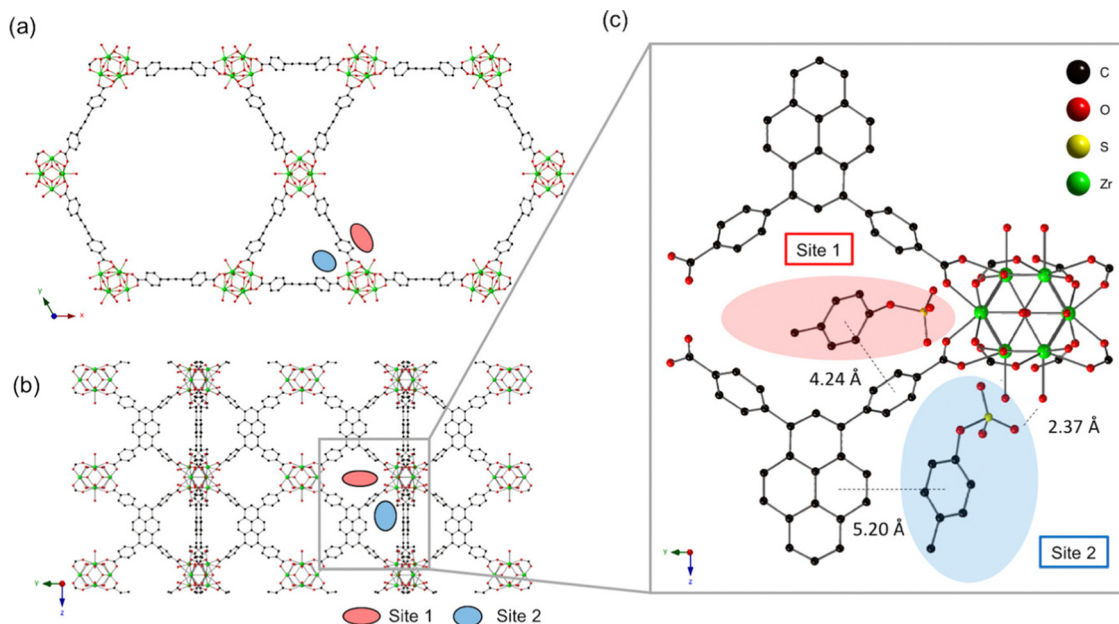 (a)
Y
X
(b)
Y
Z
Site 1
Site 2
(c)
C
O
S
Zr
Site 1
4.24 Å
2.37 Å
5.20 Å
Site 2
Y
Z